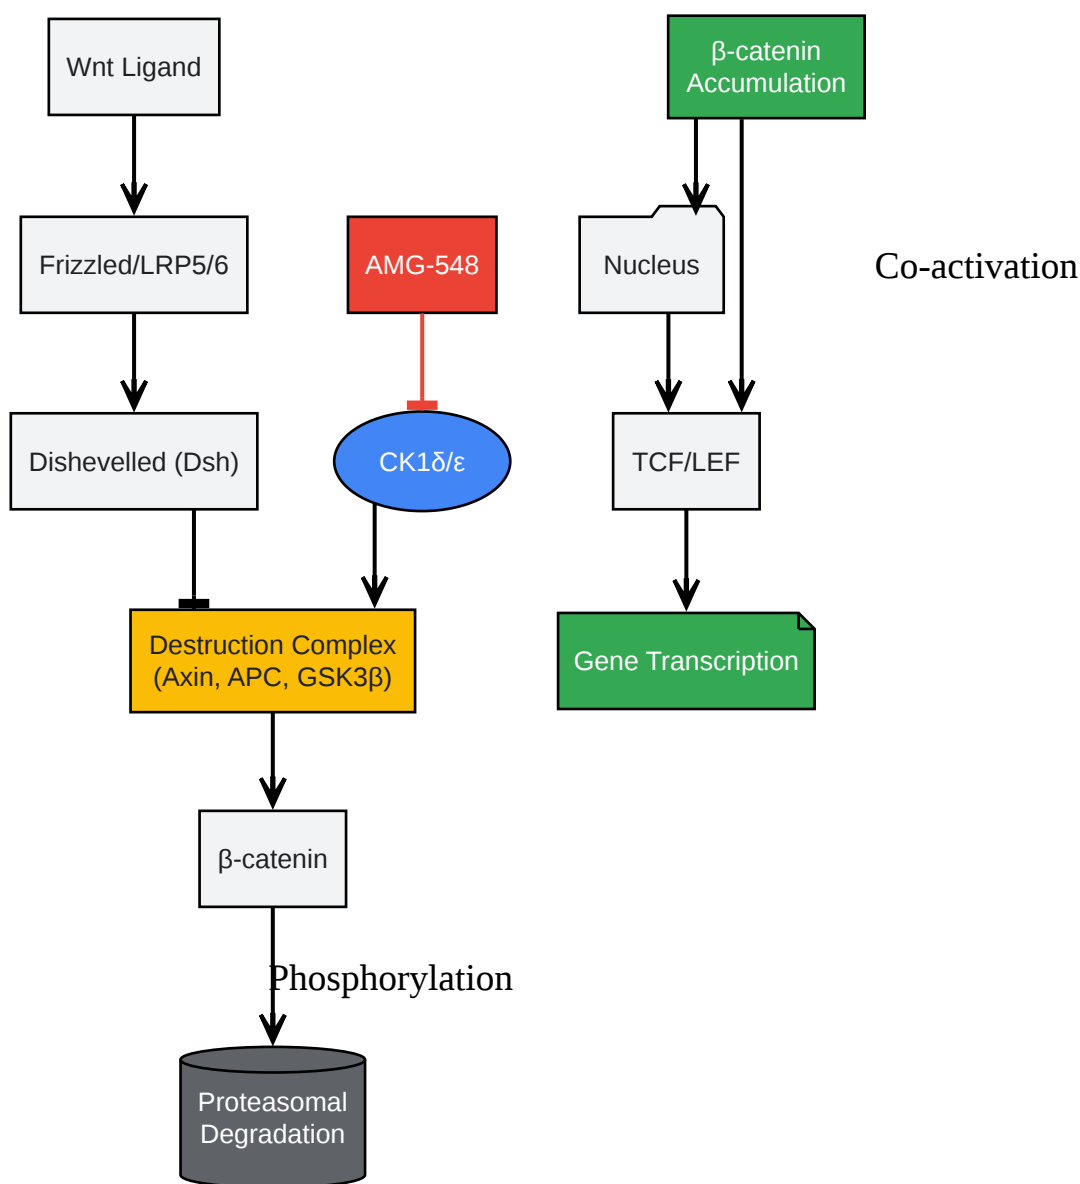 Wnt Ligand
β-catenin
Accumulation
Frizzled/LRP5/6
AMG-548
Nucleus
Co-activation
Dishevelled (Dsh)
CK1δ/ε
TCF/LEF
Destruction Complex
(Axin, APC, GSK3β)
Gene Transcription
β-catenin
Phosphorylation
Proteasomal
Degradation